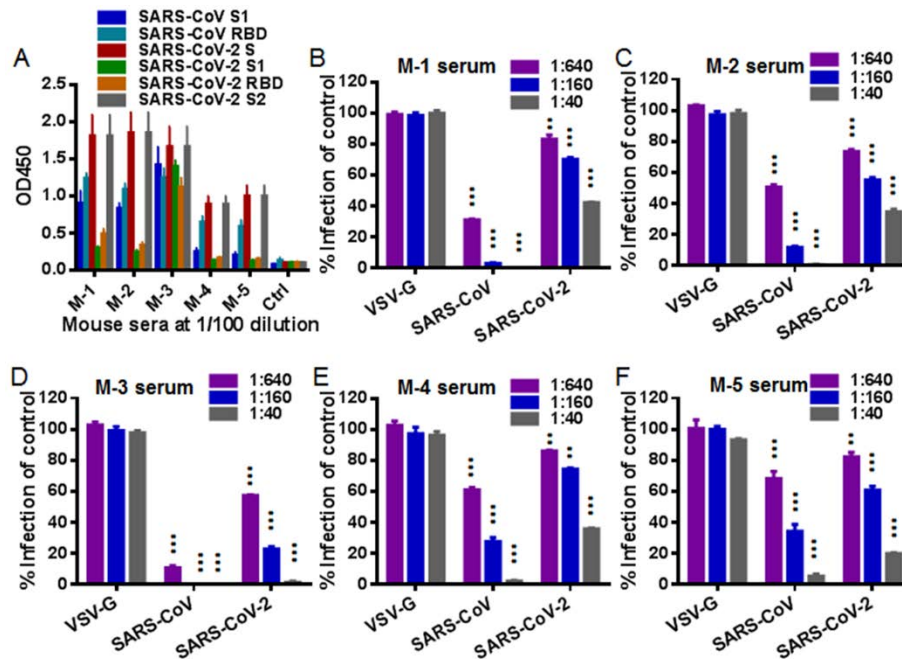 SARS-CoV S1
SARS-CoV RBD
SARS-CoV-2 S
SARS-CoV-2 S1
SARS-CoV-2 RBD
SARS-CoV-2 S2
A
2.5
2.0
1.5
1.0
0.5
0.0
OD450
M-1
M-2
M-3
M-4
M-5
Ctrl
Mouse sera at 1/100 dilution
B
M-1 serum
1:640
1:160
1:40
% Infection of control
120
100
80
60
40
20
0
***
***
***
**
***
***
VSV-G
SARS-CoV
SARS-CoV-2
C
M-2 serum
1:640
1:160
1:40
% Infection of control
120
100
80
60
40
20
0
***
***
***
***
***
***
VSV-G
SARS-CoV
SARS-CoV-2
D
M-3 serum
1:640
1:160
1:40
% Infection of control
120
100
80
60
40
20
0
***
***
***
***
***
***
VSV-G
SARS-CoV
SARS-CoV-2
E
M-4 serum
1:640
1:160
1:40
% Infection of control
120
100
80
60
40
20
0
***
***
***
**
**
***
VSV-G
SARS-CoV
SARS-CoV-2
F
M-5 serum
1:640
1:160
1:40
% Infection of control
120
100
80
60
40
20
0
***
***
***
**
***
***
VSV-G
SARS-CoV
SARS-CoV-2